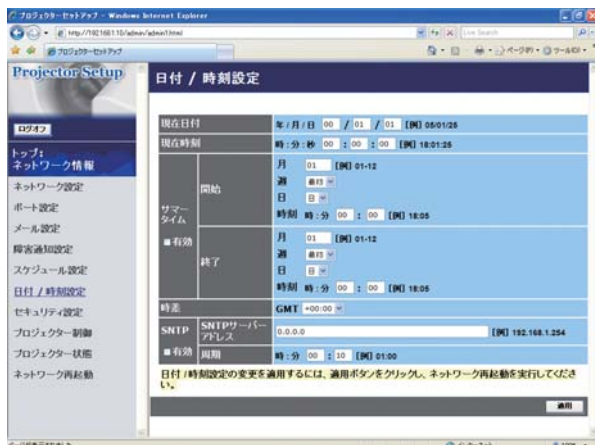 プロジェクターセットアップ - Windows Internet Explorer
http://192.168.1.10/admin/admin1.html
Live Search
プロジェクターセットアップ
ページ(P)
ツール(O)
Projector Setup
ログオフ
トップ:
ネットワーク情報
ネットワーク設定
ポート設定
メール設定
障害通知設定
スケジュール設定
日付 / 時刻設定
セキュリティ設定
プロジェクター制御
プロジェクター状態
ネットワーク再起動
日付 / 時刻設定
現在日付 年 / 月 / 日 00 / 01 / 01 [例] 05/01/25
現在時刻 時 : 分 : 秒 00 : 00 : 00 [例] 18:01:25
サマー
タイム
有効
開始
月 01 [例] 01-12
週 最初
日 日
時刻 時 : 分 00 : 00 [例] 18:05
終了
月 01 [例] 01-12
週 最初
日 日
時刻 時 : 分 00 : 00 [例] 18:05
時差 GMT +00:00
SNTP
有効
SNTPサーバー
アドレス
0.0.0.0 [例] 192.168.1.254
周期 時 : 分 00 : 10 [例] 01:00
日付 /時刻設定の変更を適用するには、適用ボタンをクリックし、ネットワーク再起動を実行してくださ
い。
適用